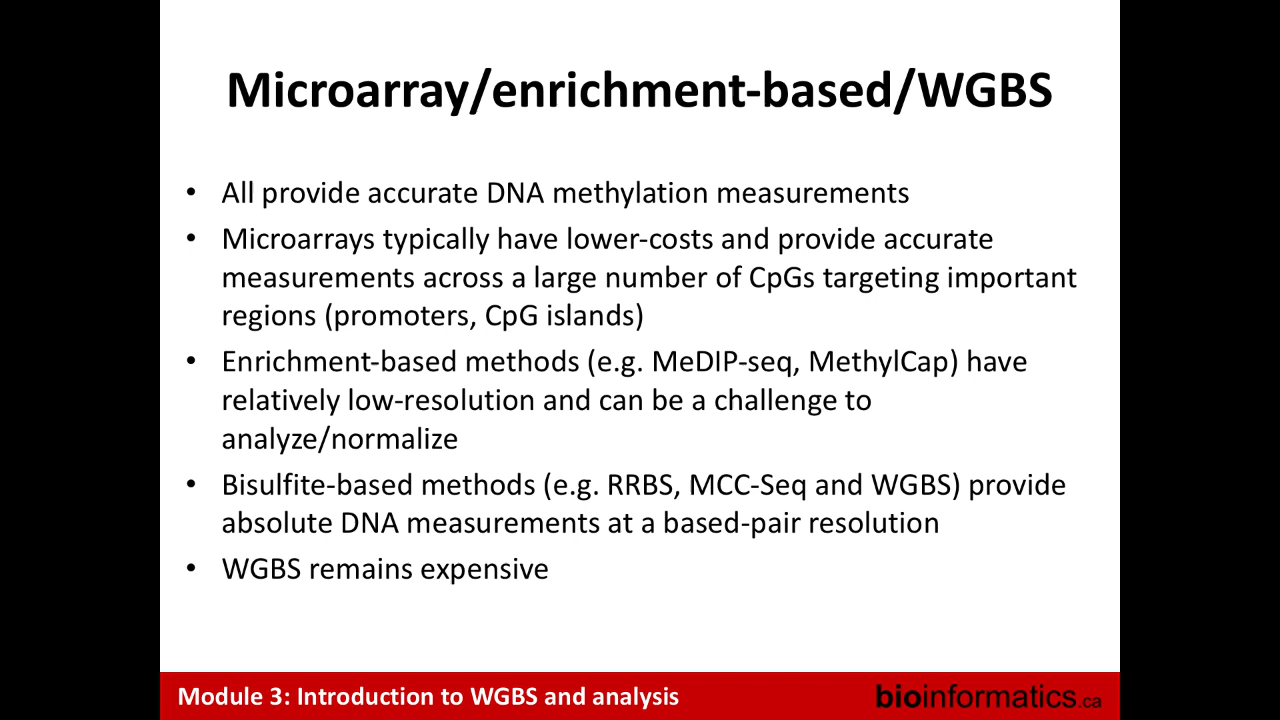 Microarray/enrichment-based/WGBS
• All provide accurate DNA methylation measurements
• Microarrays typically have lower-costs and provide accurate
measurements across a large number of CpGs targeting important
regions (promoters, CpG islands)
• Enrichment-based methods (e.g. MeDIP-seq, MethylCap) have
relatively low-resolution and can be a challenge to
analyze/normalize
• Bisulfite-based methods (e.g. RRBS, MCC-Seq and WGBS) provide
absolute DNA measurements at a based-pair resolution
• WGBS remains expensive
Module 3: Introduction to WGBS and analysis
bioinformatics.ca